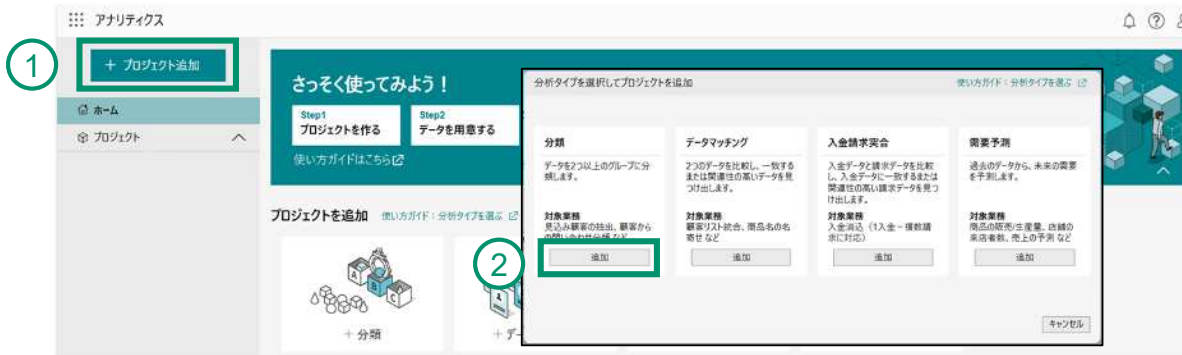 アナリティクス
1
+ プロジェクト追加
ホーム
プロジェクト
さっそく使ってみよう！
Step1
プロジェクトを作る
Step2
データを用意する
使い方ガイドはこちら
プロジェクトを追加 使い方ガイド：分析タイプを選ぶ
+ 分類
+ デー
分析タイプを選択してプロジェクトを追加
使い方ガイド：分析タイプを選ぶ
分類
データを2つ以上のグループに分
類します。
対象業務
見込み顧客の抽出、顧客から
の問い合わせ分類 など
2
追加
データマッチング
2つのデータを比較し、一致する
または関連性の高いデータを見
つけ出します。
対象業務
顧客リスト統合、商品名の名
寄せ など
追加
入金請求突合
入金データと請求データを比較
し、入金データに一致するまたは
関連性の高い請求データを見つ
け出します。
対象業務
入金消込（1入金－複数請
求に対応）
追加
需要予測
過去のデータから、未来の需要
を予測します。
対象業務
商品の販売/生産量、店舗の
来店者数、売上の予測 など
追加
キャンセル
A
B
C